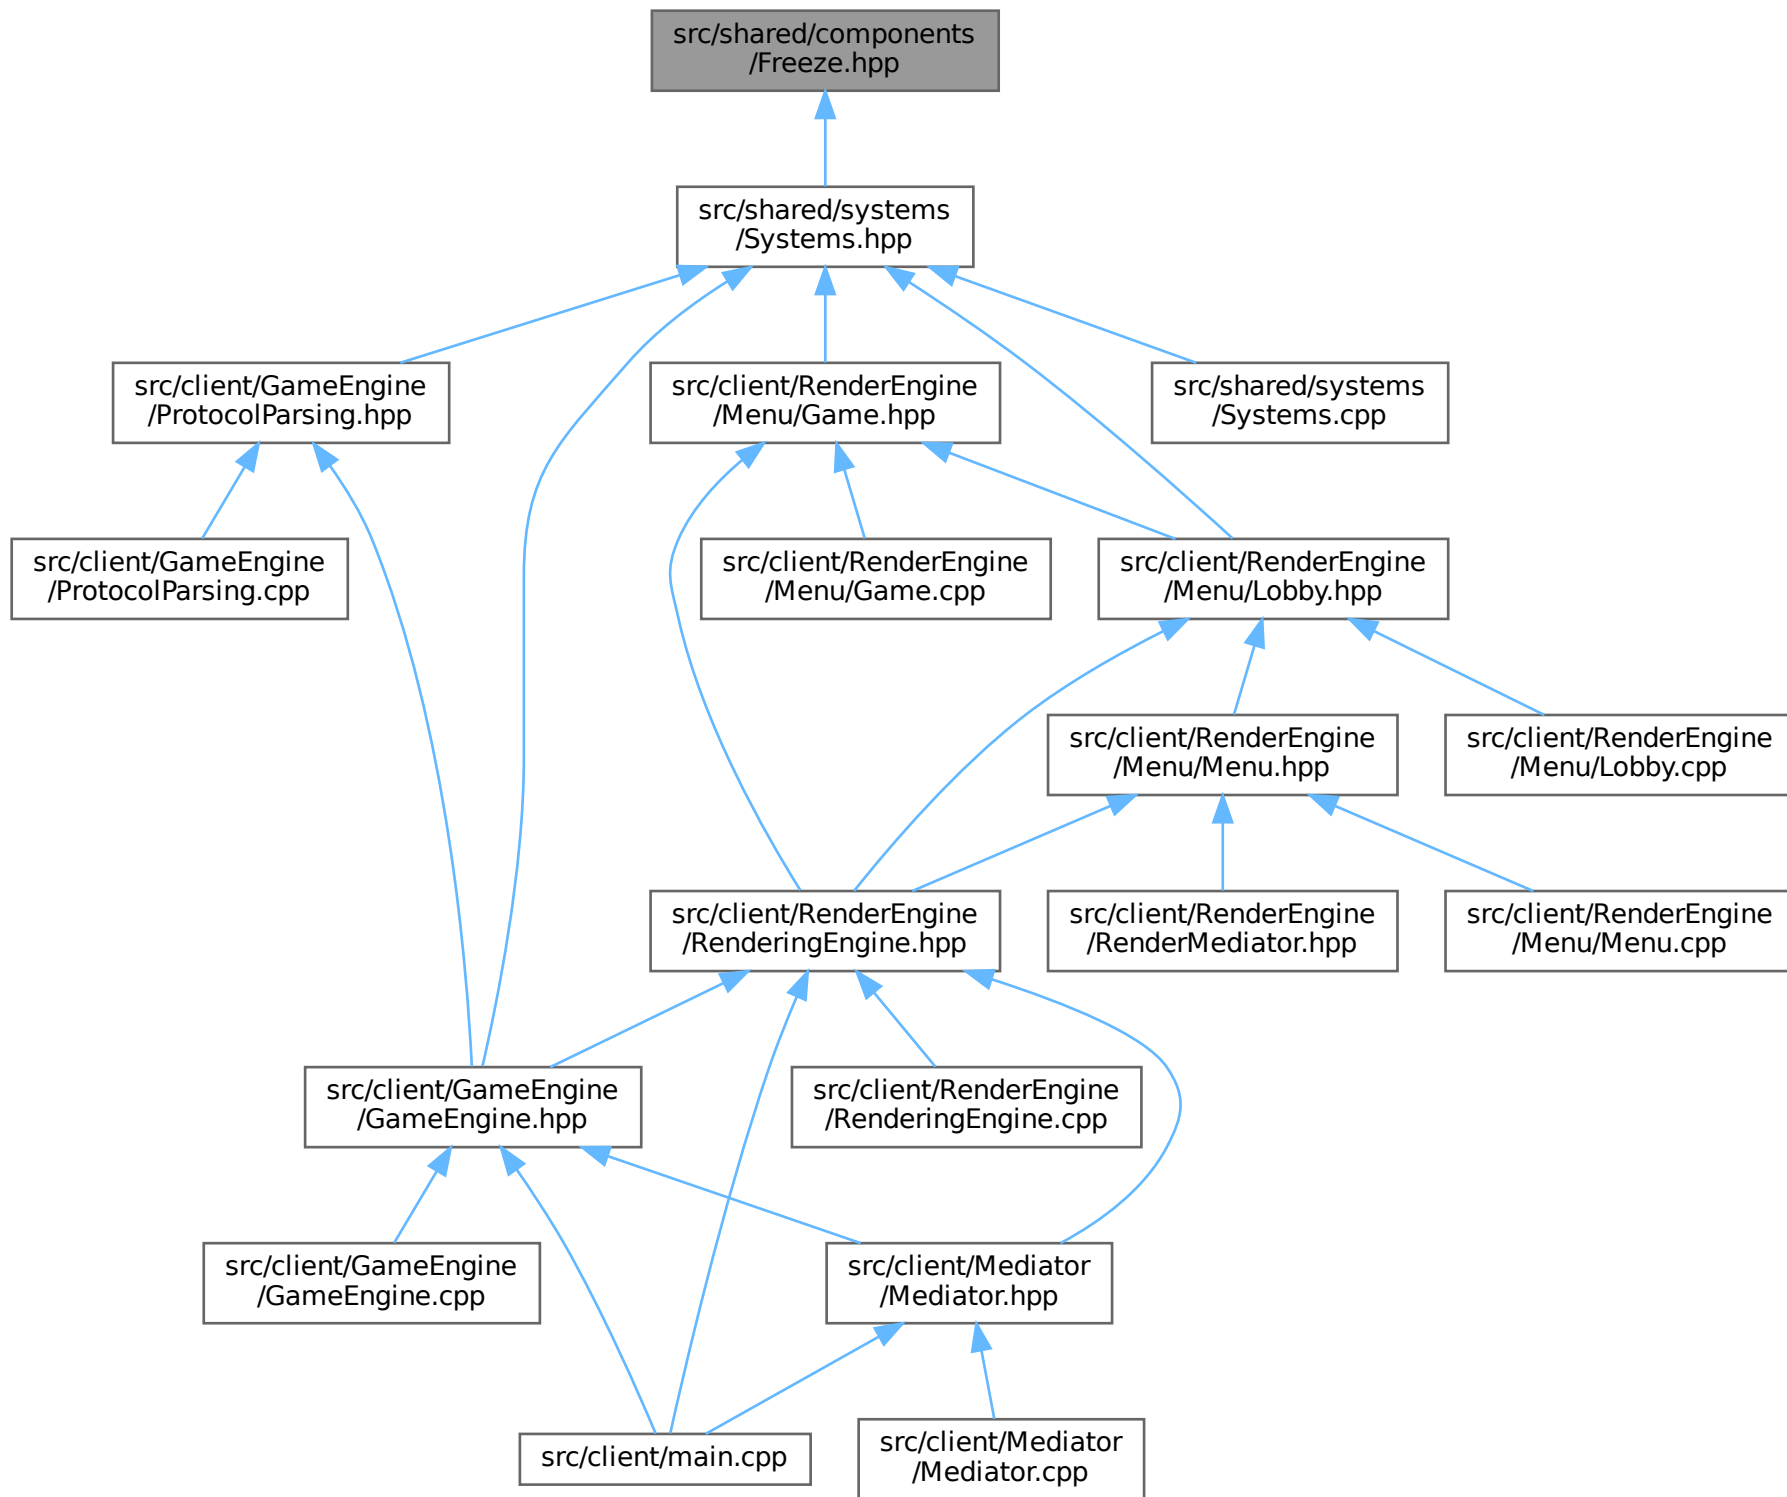 src/shared/components
/Freeze.hpp
src/shared/systems
/Systems.hpp
src/client/GameEngine
/ProtocolParsing.hpp
src/client/RenderEngine
/Menu/Game.hpp
src/shared/systems
/Systems.cpp
src/client/GameEngine
/ProtocolParsing.cpp
src/client/RenderEngine
/Menu/Game.cpp
src/client/RenderEngine
/Menu/Lobby.hpp
src/client/RenderEngine
/Menu/Menu.hpp
src/client/RenderEngine
/Menu/Lobby.cpp
src/client/RenderEngine
/RenderingEngine.hpp
src/client/RenderEngine
/RenderMediator.hpp
src/client/RenderEngine
/Menu/Menu.cpp
src/client/GameEngine
/GameEngine.hpp
src/client/RenderEngine
/RenderingEngine.cpp
src/client/GameEngine
/GameEngine.cpp
src/client/Mediator
/Mediator.hpp
src/client/main.cpp
src/client/Mediator
/Mediator.cpp